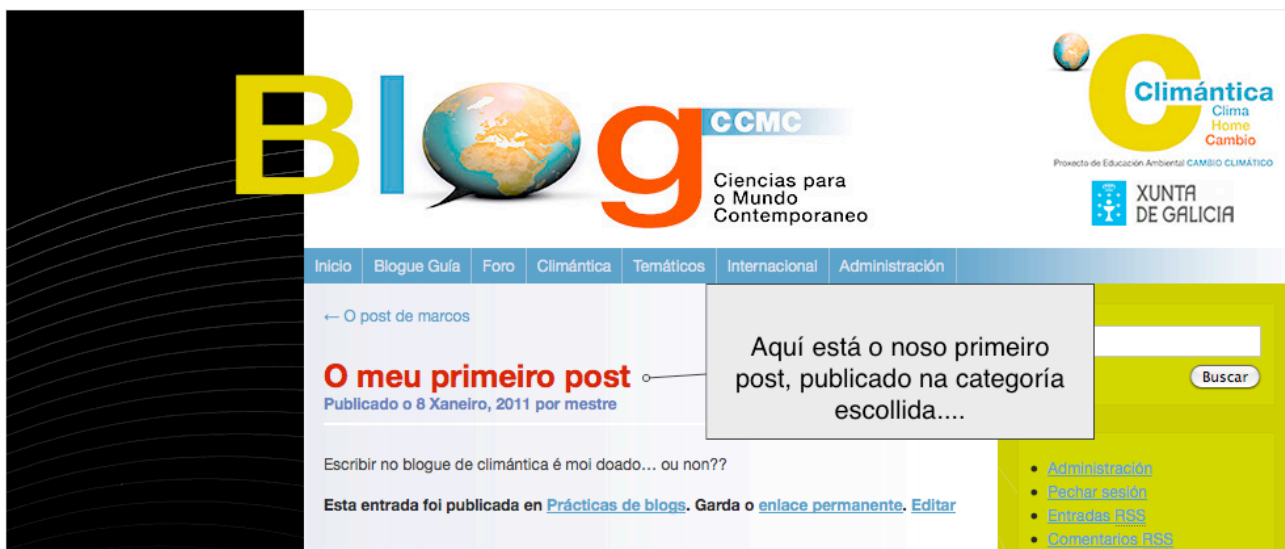 Blog
CCMC
Ciencias para
o Mundo
Contemporaneo
C
Climántica
Clima
Home
Cambio
Proxecto de Educación Ambiental CAMBIO CLIMÁTICO
XUNTA
DE GALICIA
Inicio Blogue Guía Foro Climántica Temáticos Internacional Administración
← O post de marcos
O meu primeiro post
Publicado o 8 Xaneiro, 2011 por mestre
Aquí está o noso primeiro
post, publicado na categoría
escollida....
Escribir no blogue de climántica é moi doado... ou non??
Esta entrada foi publicada en Prácticas de blogs. Garda o enlace permanente. Editar
Buscar
Administración
Pechar sesión
Entradas RSS
Comentarios RSS